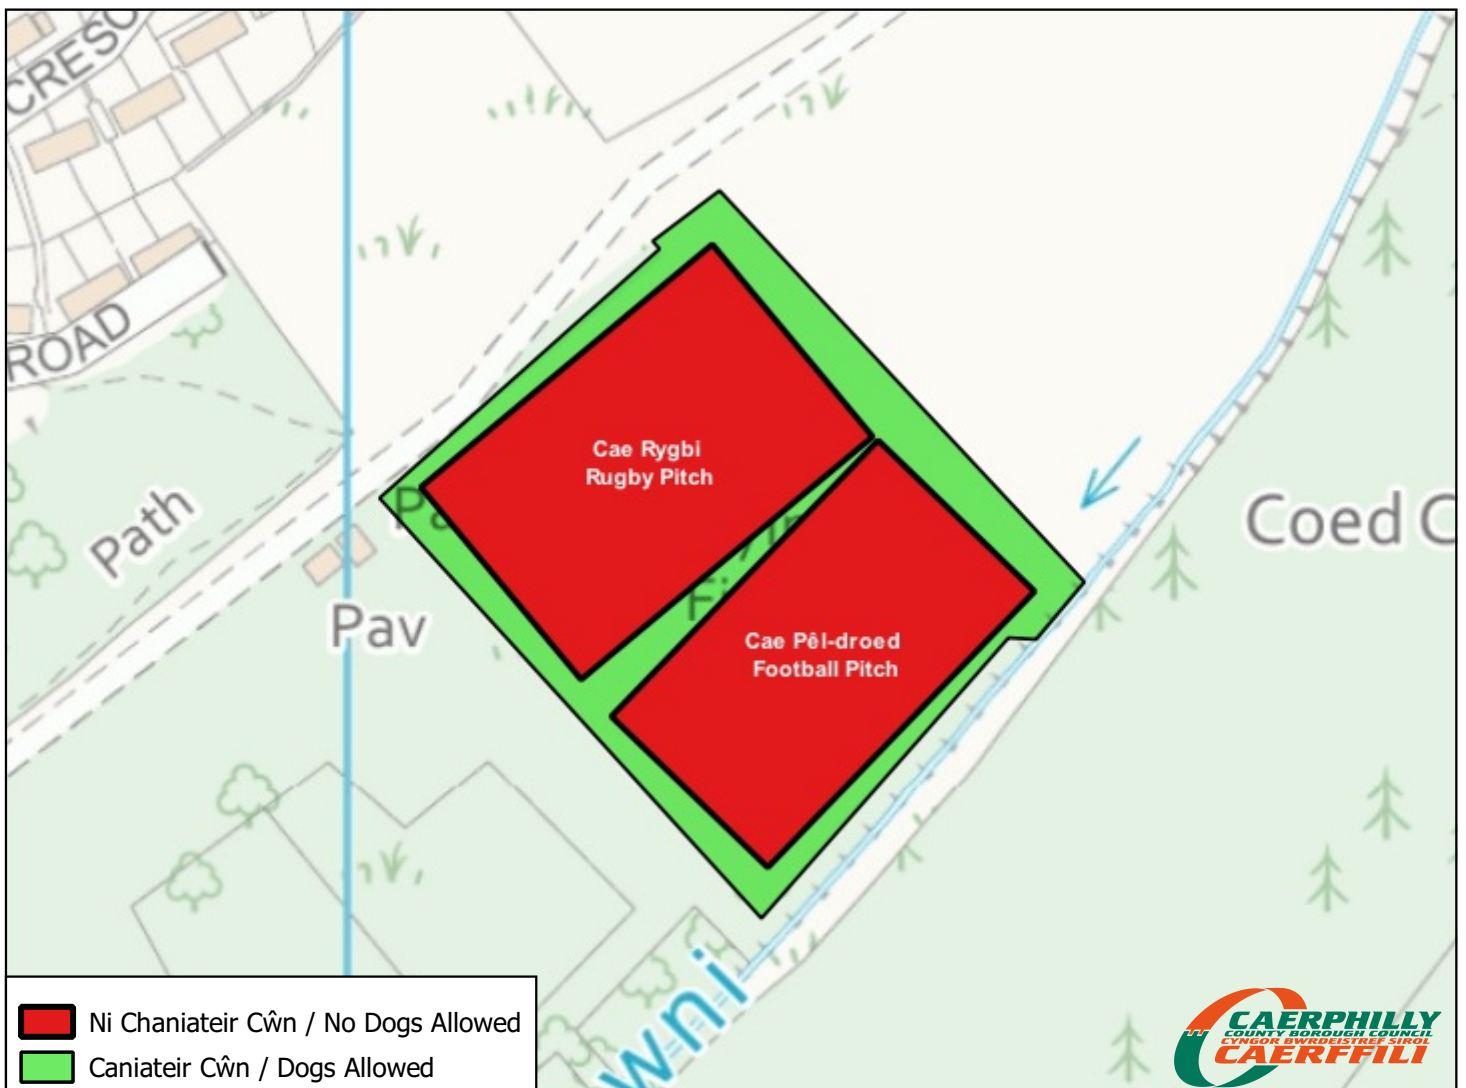 CRESC
ROAD
Path
Pav
Cae Rygbi
Rugby Pitch
Cae Pêl-droed
Football Pitch
Coed C
wni
Ni Chaniateir Cŵn / No Dogs Allowed
Caniateir Cŵn / Dogs Allowed
CAERPHILLY
COUNTY BOROUGH COUNCIL
CYNGOR BWRDEISTREF SIROL
CAERFFILI